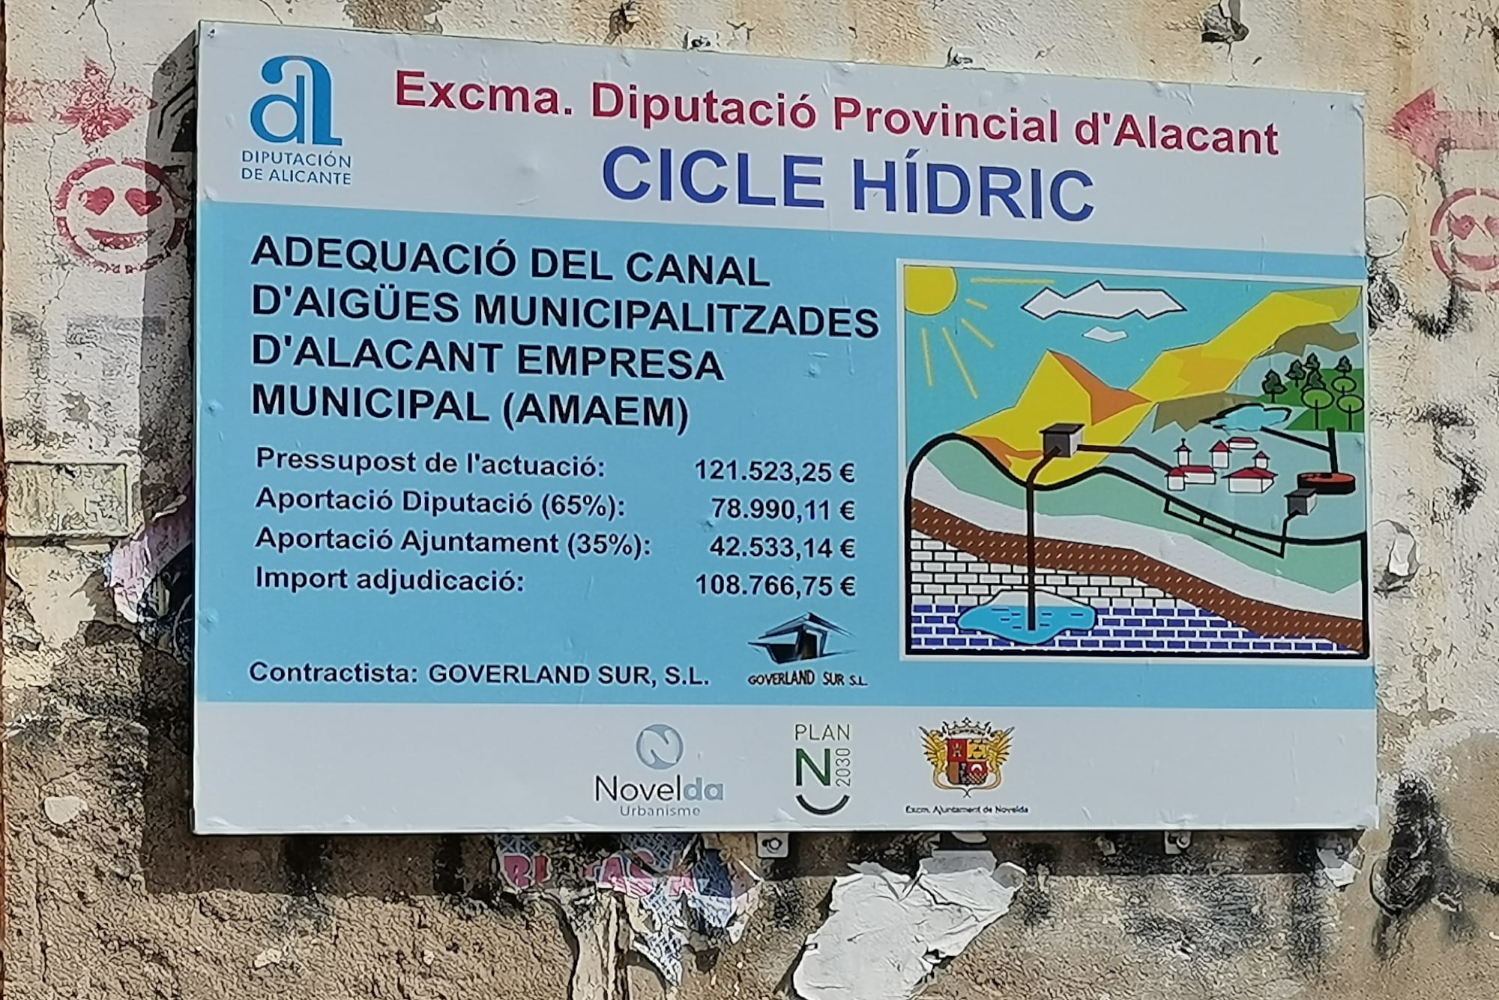 DIPUTACIÓN
DE ALICANTE
Excma. Diputació Provincial d'Alacant
CICLE HÍDRIC
ADEQUACIÓ DEL CANAL
D'AIGÜES MUNICIPALITZADES
D'ALACANT EMPRESA
MUNICIPAL (AMAEM)
Pressupost de l'actuació: 121.523,25 €
Aportació Diputació (65%): 78.990,11 €
Aportació Ajuntament (35%): 42.533,14 €
Import adjudicació: 108.766,75 €
Contractista: GOVERLAND SUR, S.L.
GOVERLAND SUR S.L.
Novelda
Urbanisme
PLAN
N 2030
Excm. Ajuntament de Novelda